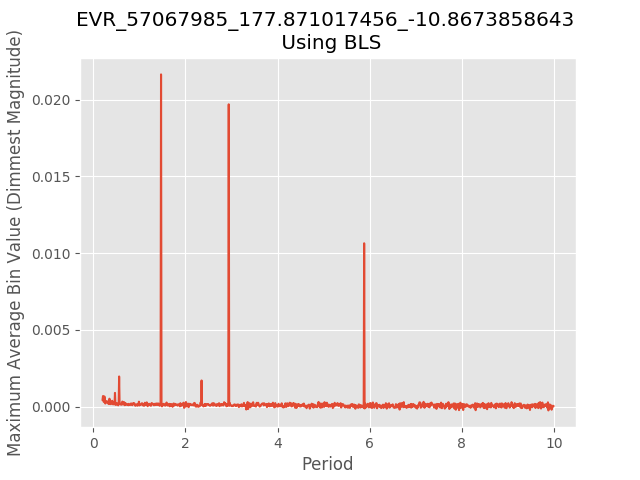 EVR_57067985_177.871017456_-10.8673858643
Using BLS
Maximum Average Bin Value (Dimmest Magnitude)
0.020
0.015
0.010
0.005
0.000
0
2
4
6
8
10
Period